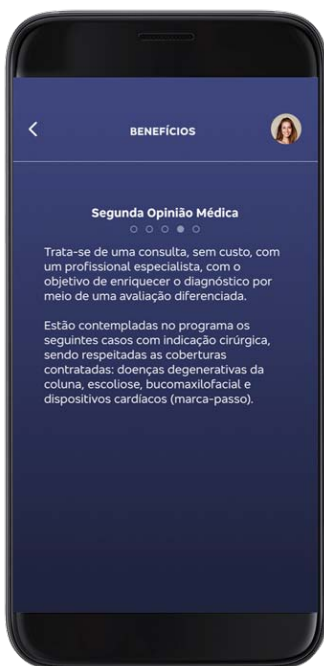 BENEFÍCIOS
Segunda Opinião Médica
Trata-se de uma consulta, sem custo, com
um profissional especialista, com o
objetivo de enriquecer o diagnóstico por
meio de uma avaliação diferenciada.
Estão contempladas no programa os
seguintes casos com indicação cirúrgica,
sendo respeitadas as coberturas
contratadas: doenças degenerativas da
coluna, escoliose, bucomaxilofacial e
dispositivos cardíacos (marca-passo).